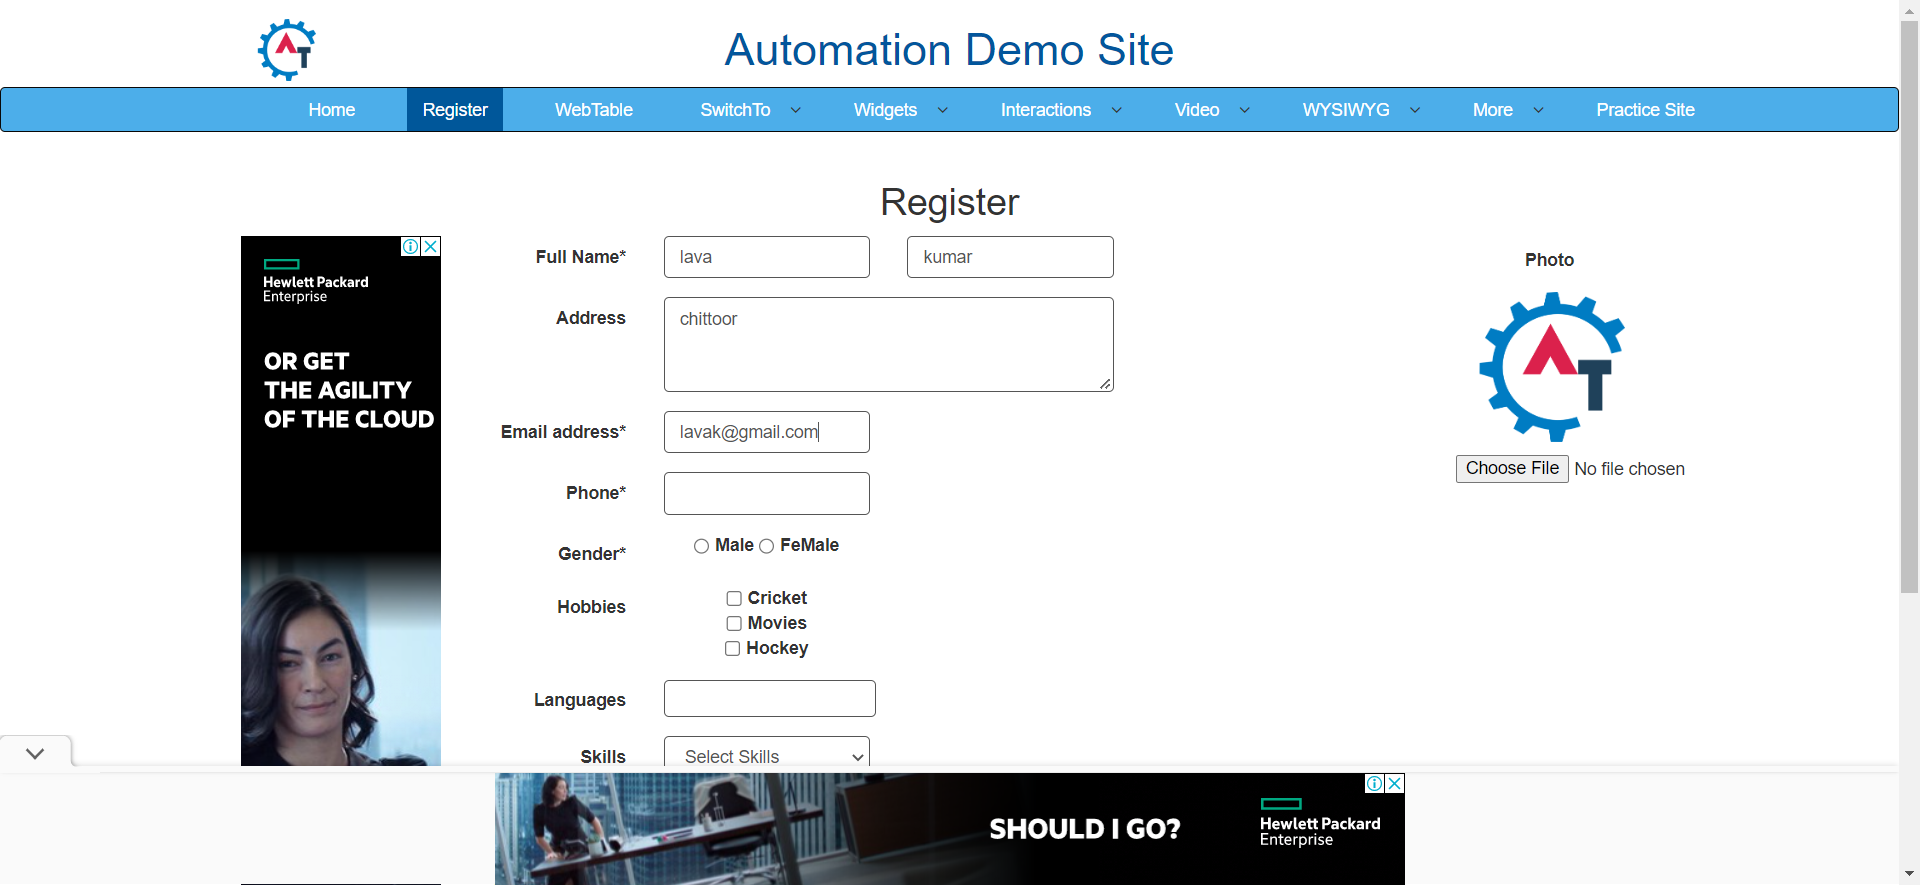 AT
Automation Demo Site
Home Register WebTable SwitchTo Widgets Interactions Video WYSIWYG More Practice Site
Register
Hewlett Packard
Enterprise
OR GET
THE AGILITY
OF THE CLOUD
Full Name* lava kumar
Address chittoor
Email address* lavak@gmail.com
Phone*
Gender* Male FeMale
Hobbies
Cricket
Movies
Hockey
Languages
Skills Select Skills
Photo
AT
Choose File No file chosen
SHOULD I GO?
Hewlett Packard
Enterprise